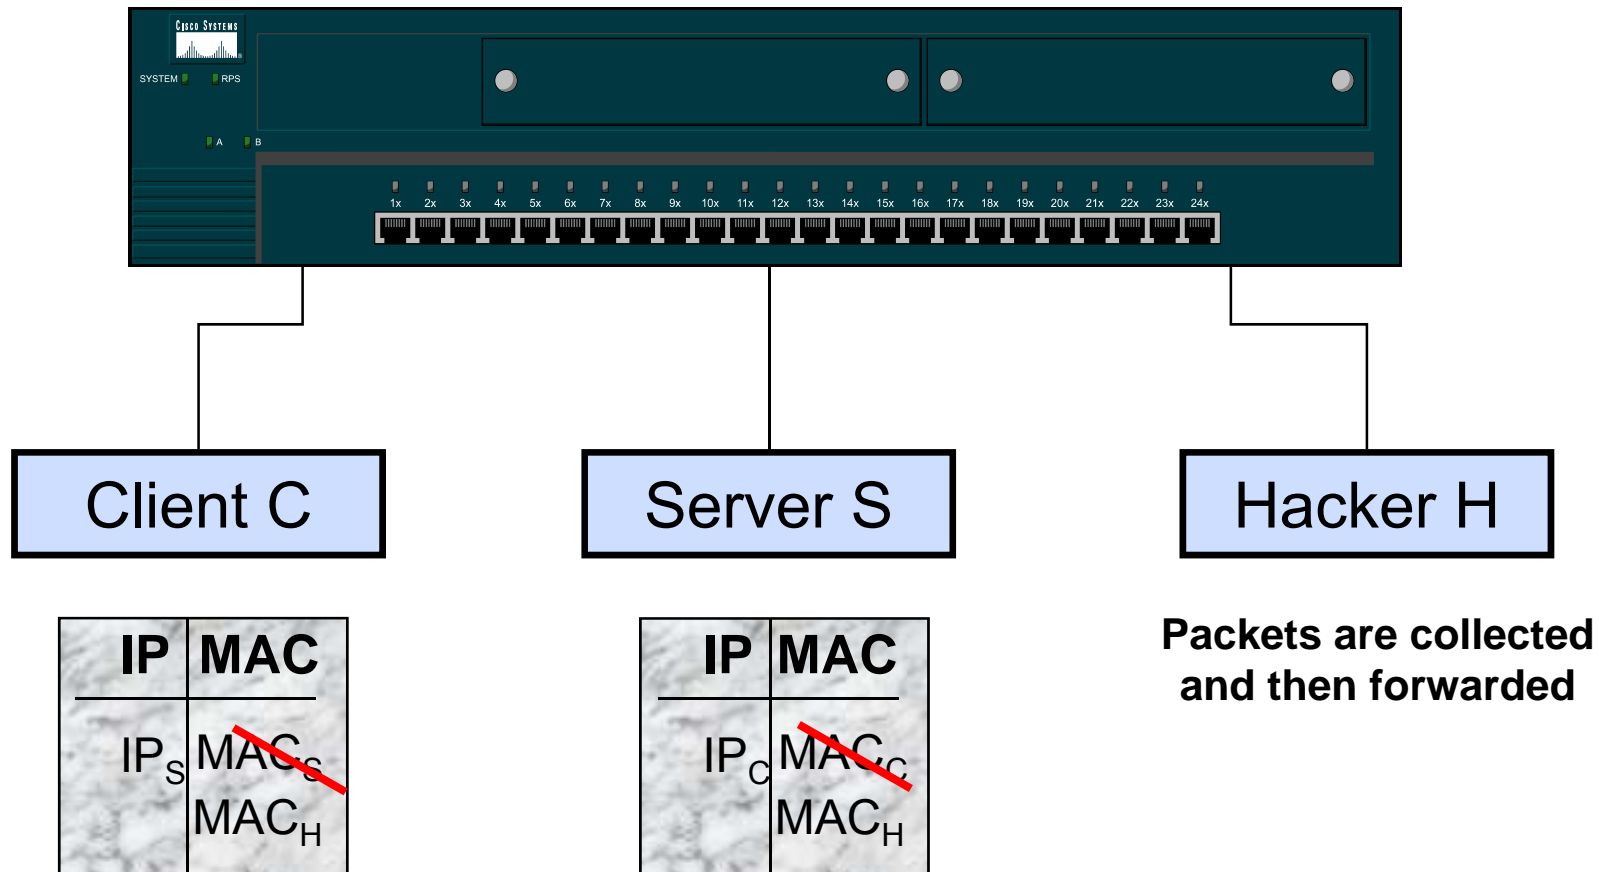 CISCO SYSTEMS
SYSTEM RPS
A B
1x 2x 3x 4x 5x 6x 7x 8x 9x 10x 11x 12x 13x 14x 15x 16x 17x 18x 19x 20x 21x 22x 23x 24x
Client C
Server S
Hacker H
IP MAC
IPS MACS
MACH
IP MAC
IPC MACC
MACH
Packets are collected
and then forwarded